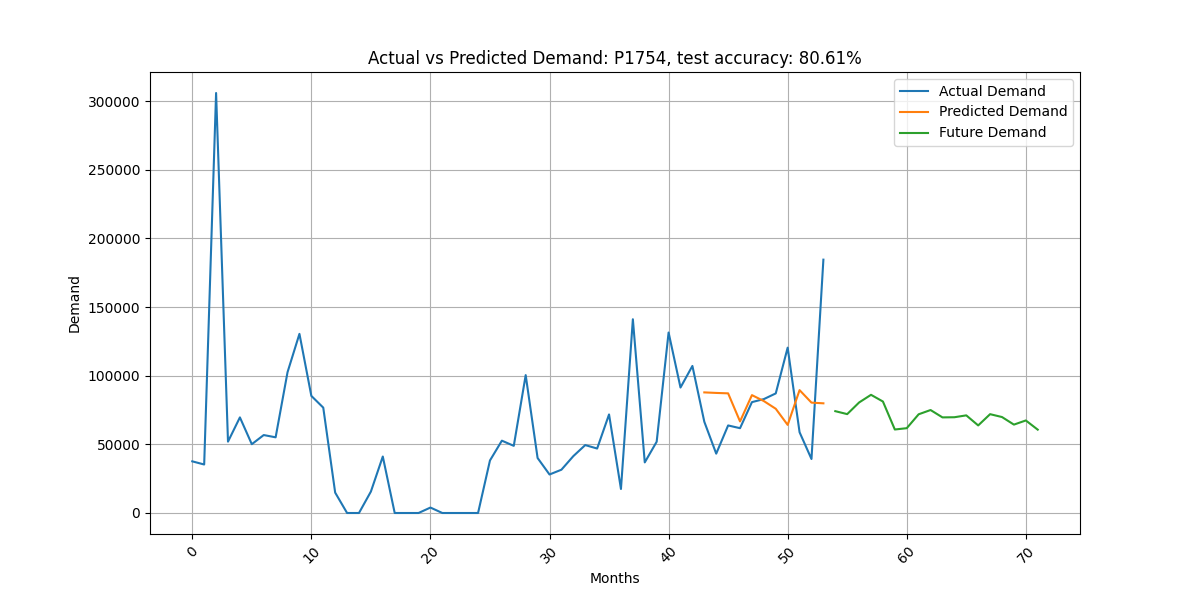 Actual vs Predicted Demand: P1754, test accuracy: 80.61%
Actual Demand
Predicted Demand
Future Demand
Demand
300000
250000
200000
150000
100000
50000
0
0
10
20
30
40
50
60
70
Months